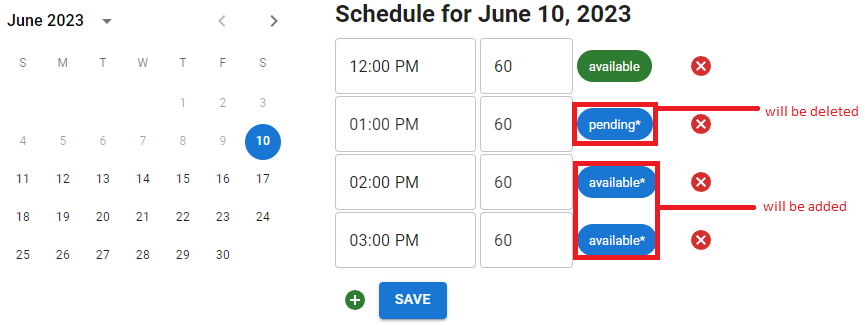 June 2023
S M T W T F S
1 2 3
4 5 6 7 8 9 10
11 12 13 14 15 16 17
18 19 20 21 22 23 24
25 26 27 28 29 30
Schedule for June 10, 2023
12:00 PM 60 available
01:00 PM 60 pending* will be deleted
02:00 PM 60 available*
will be added
03:00 PM 60 available*
SAVE